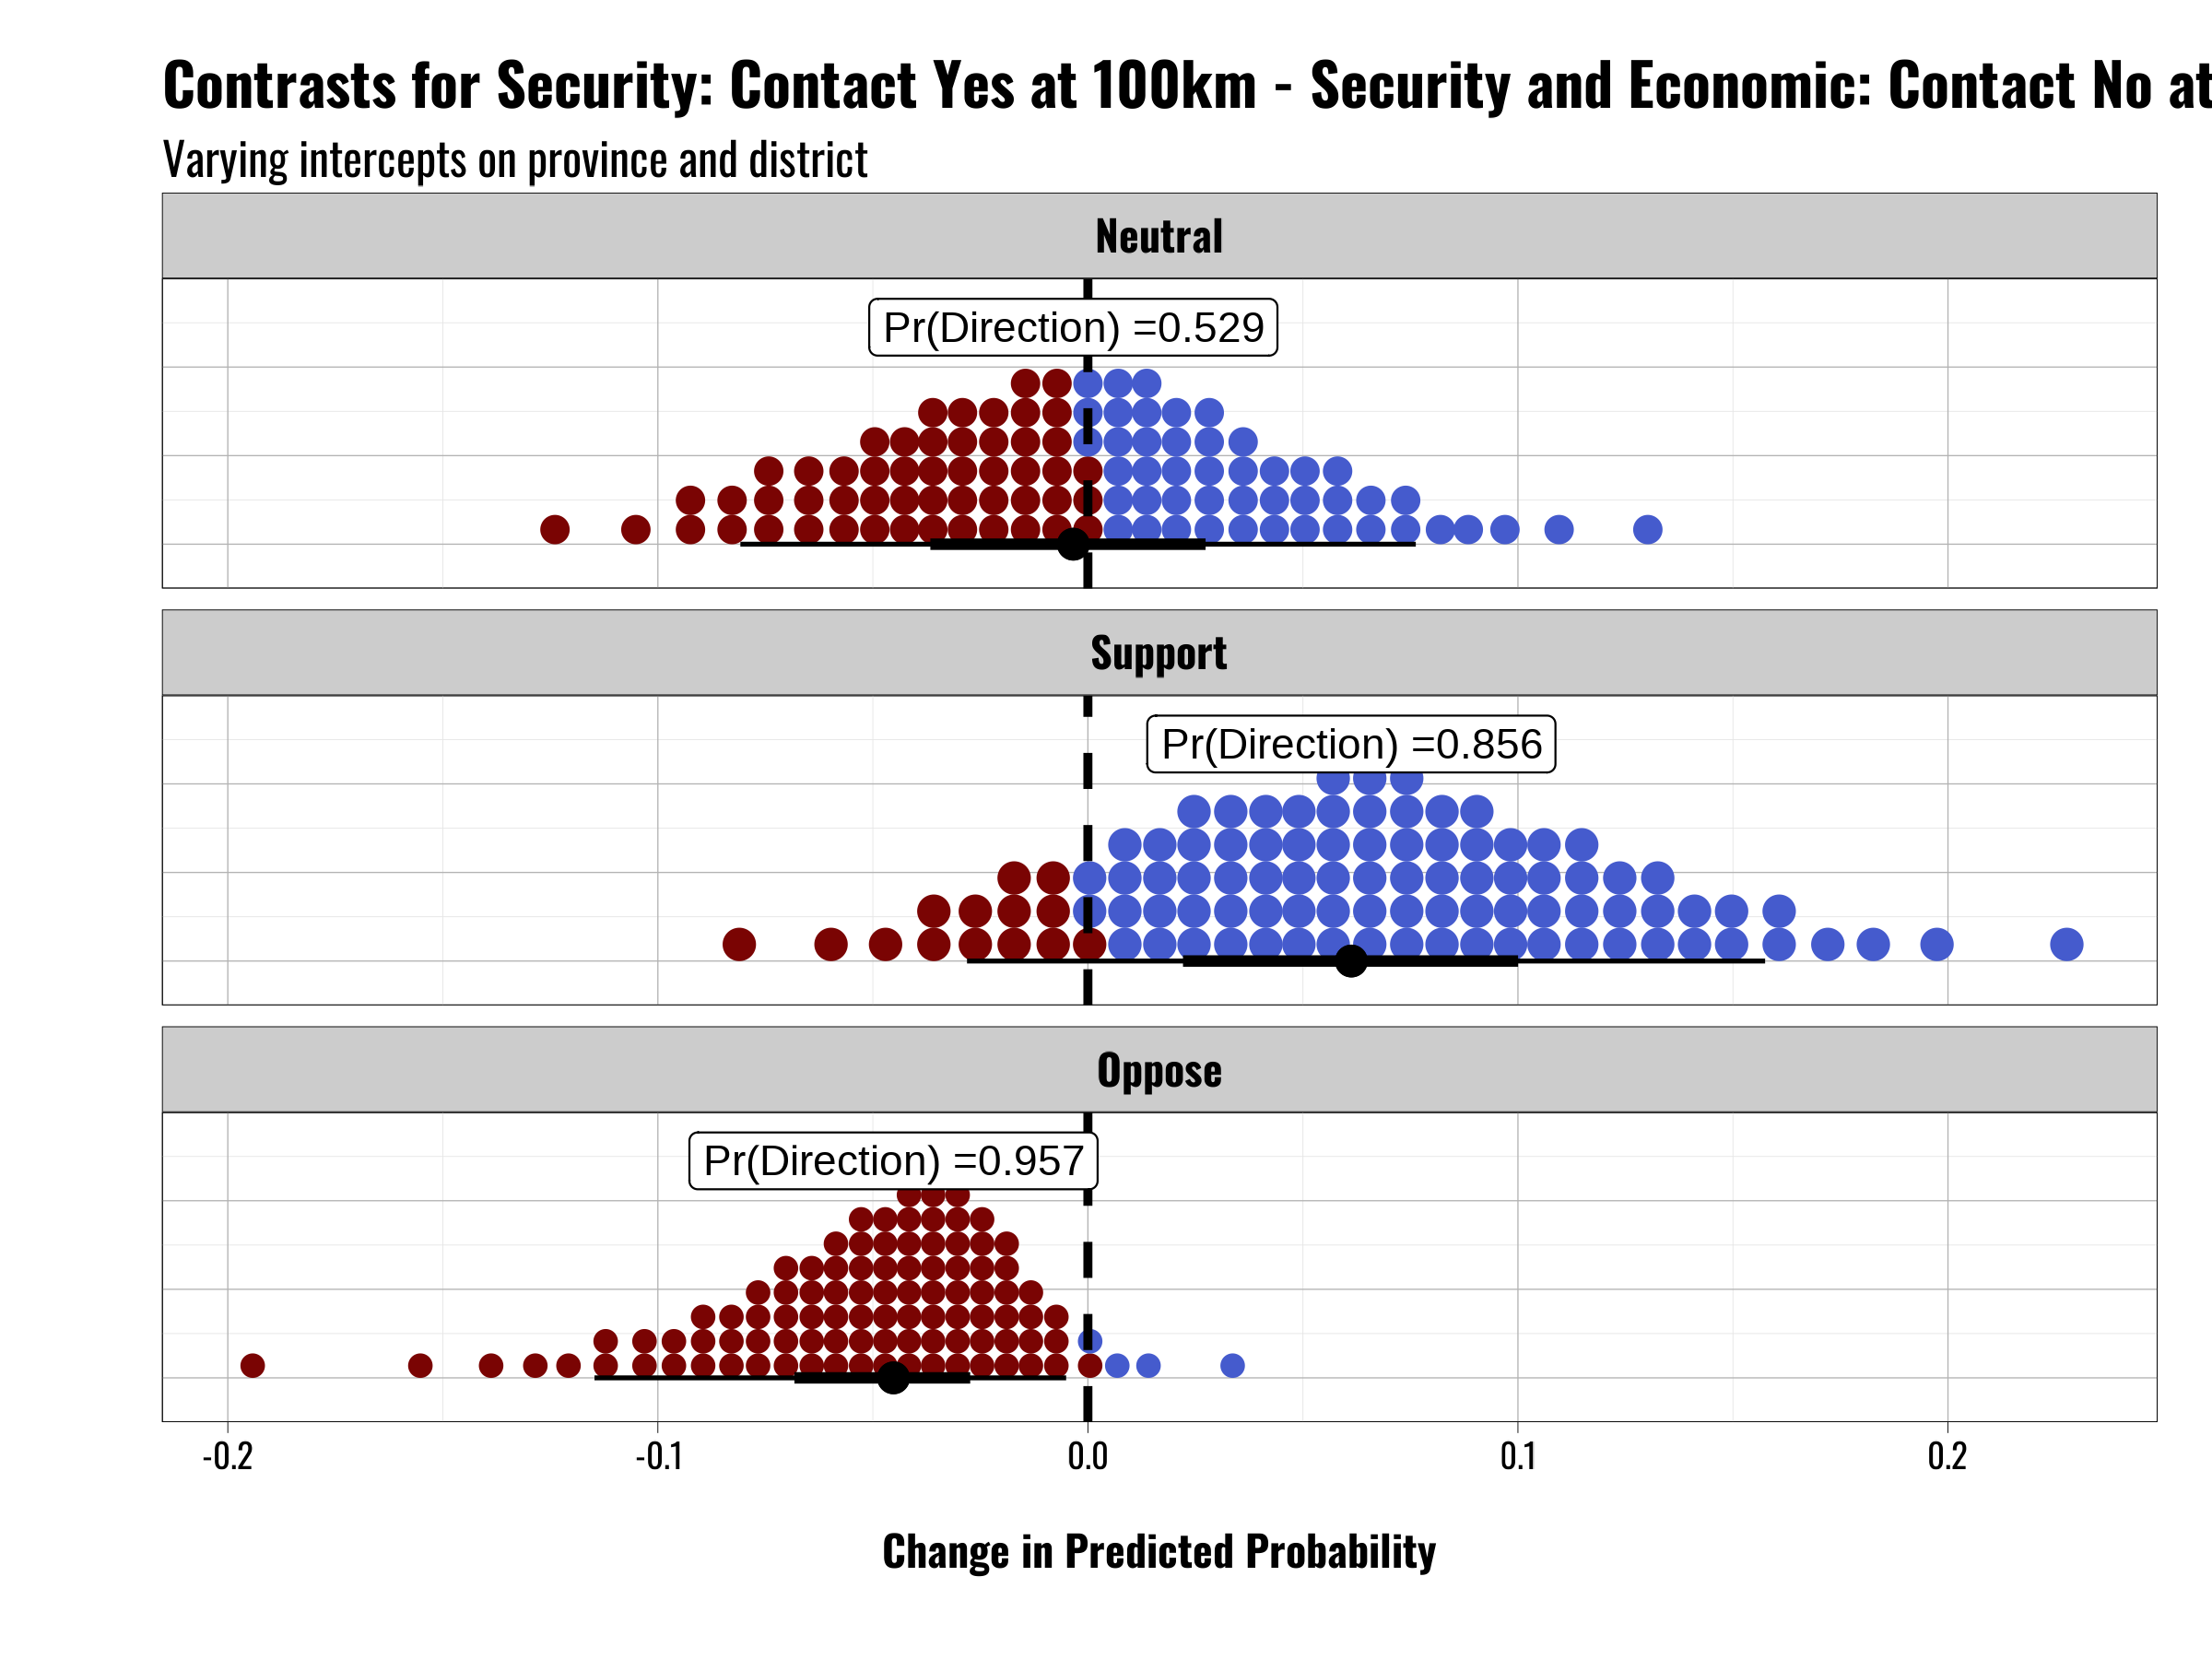 Contrasts for Security: Contact Yes at 100km - Security and Economic: Contact No at
Varying intercepts on province and district
Neutral
Pr(Direction) =0.529
Support
Pr(Direction) =0.856
Oppose
Pr(Direction) =0.957
-0.2 -0.1 0.0 0.1 0.2
Change in Predicted Probability